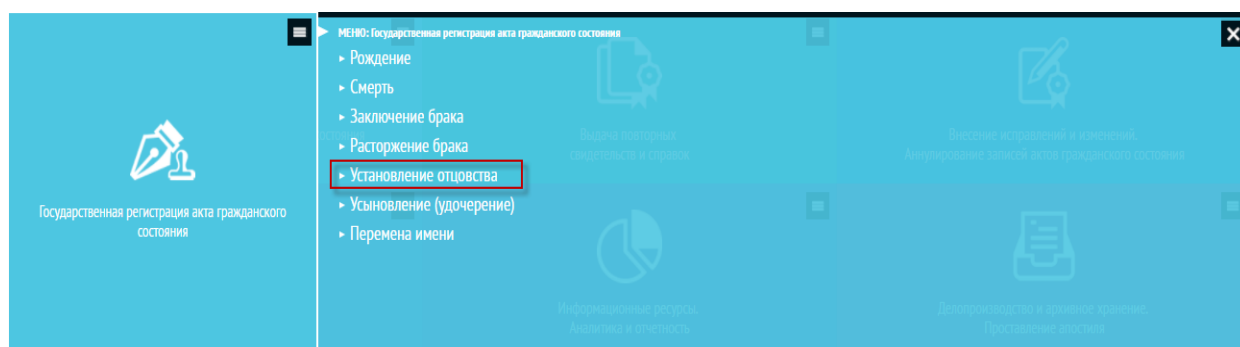 Государственная регистрация акта гражданского
состояния
МЕНЮ: Государственная регистрация акта гражданского состояния
Рождение
Смерть
Заключение брака
Расторжение брака
Установление отцовства
Усыновление (удочерение)
Перемена имени
состояния
Выдача повторных
свидетельств и справок
Внесение исправлений и изменений.
Аннулирование записей актов гражданского состояния
Информационные ресурсы.
Аналитика и отчетность
Делопроизводство и архивное хранение.
Проставление апостиля